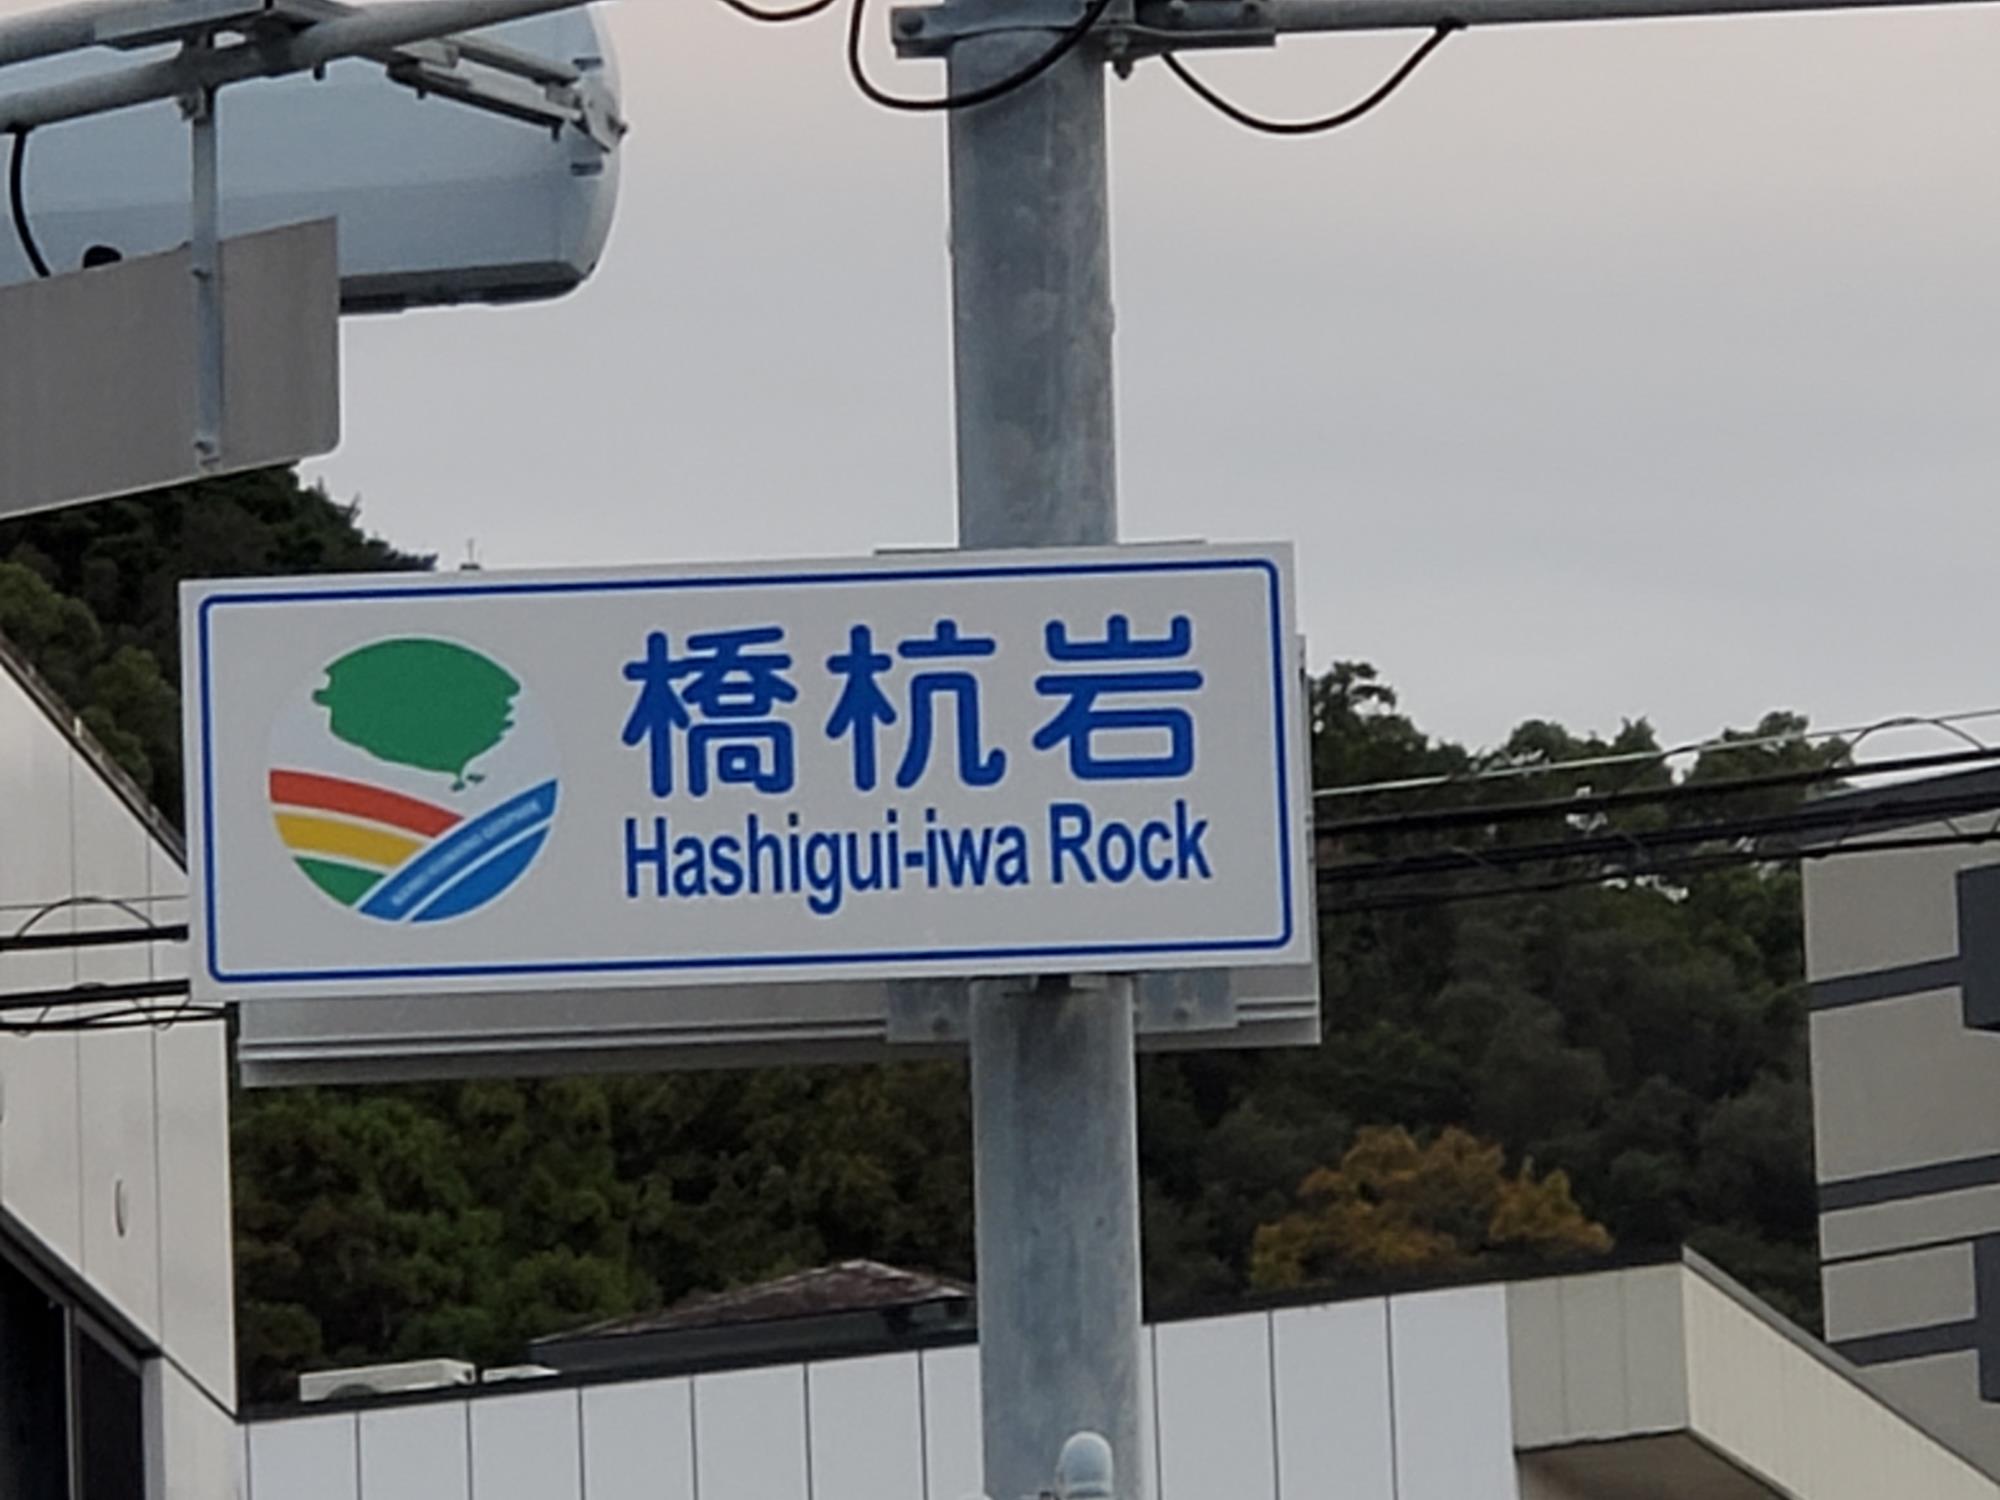 橋杭岩
Hashigui-iwa Rock